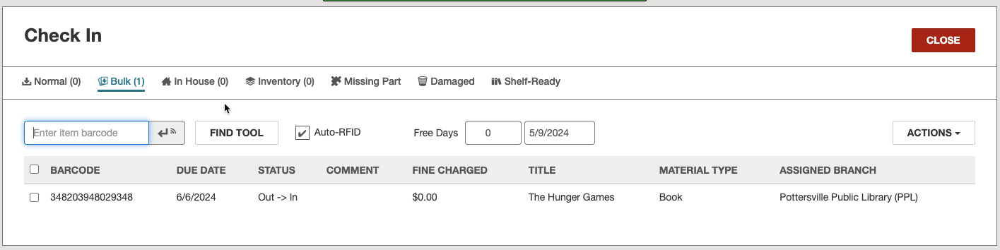 Check In
CLOSE
Normal (0) Bulk (1) In House (0) Inventory (0) Missing Part Damaged Shelf-Ready
Enter item barcode FIND TOOL Auto-RFID Free Days 0 5/9/2024 ACTIONS
BARCODE DUE DATE STATUS COMMENT FINE CHARGED TITLE MATERIAL TYPE ASSIGNED BRANCH
348203948029348 6/6/2024 Out -> In $0.00 The Hunger Games Book Pottersville Public Library (PPL)